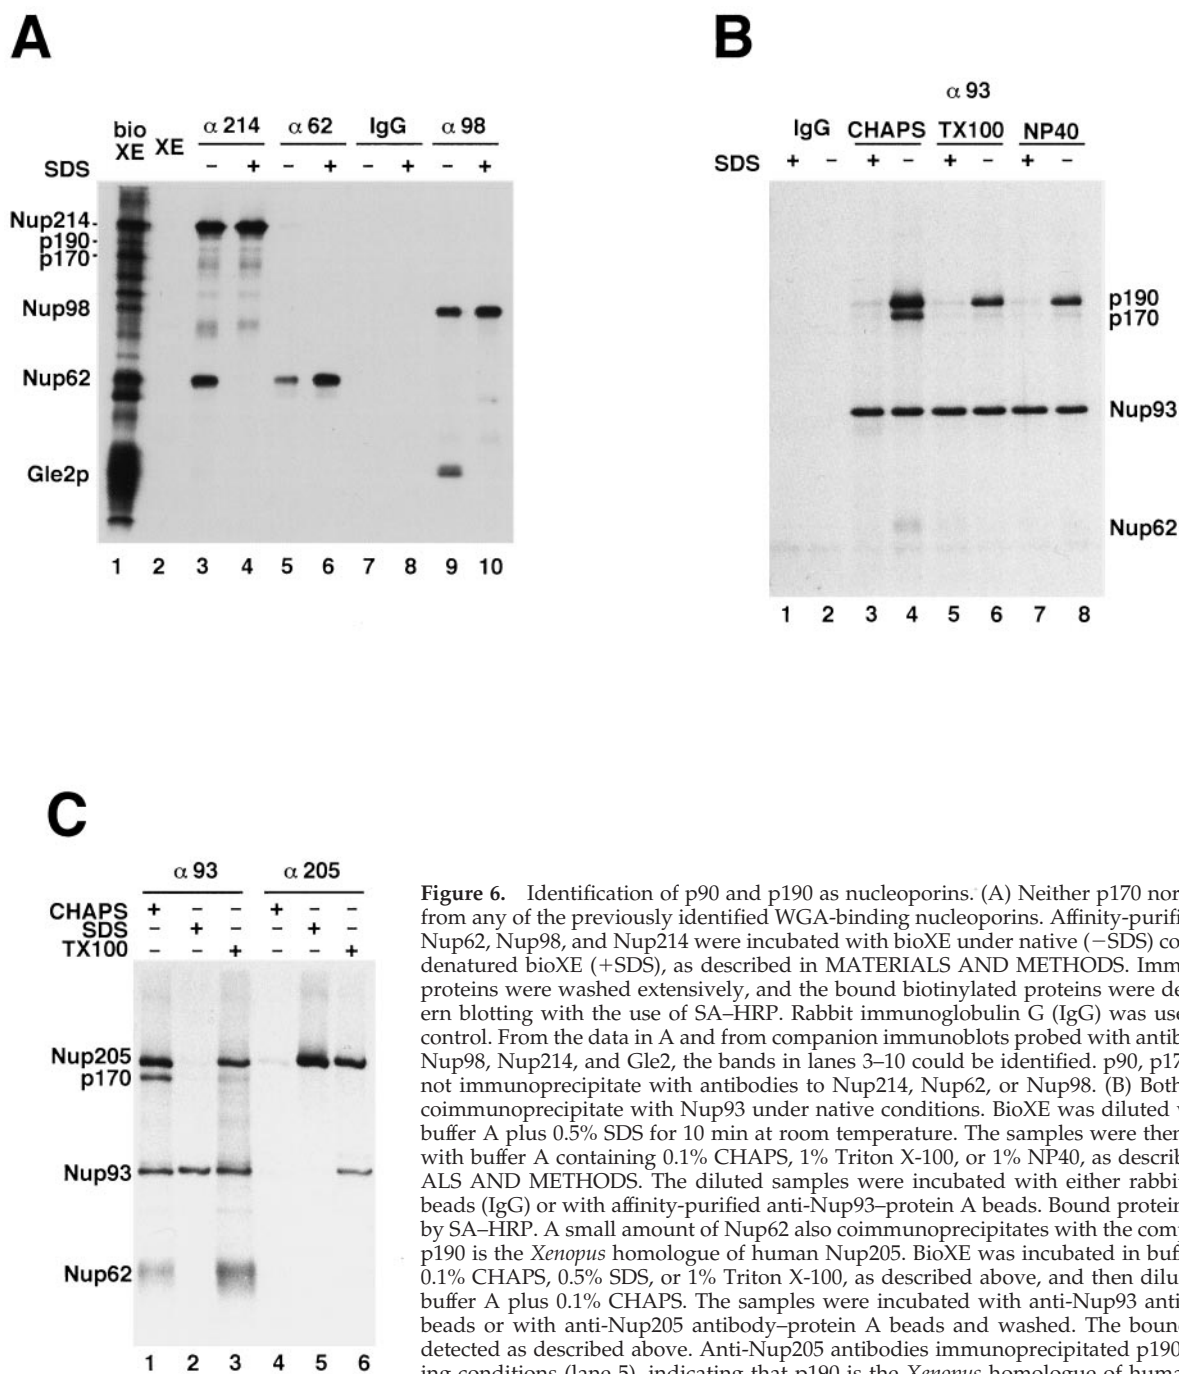 A
bio XE
XE
α 214
α 62
IgG
α 98
SDS
− + − + − + − +
Nup214
p190
p170
Nup98
Nup62
Gle2p
1 2 3 4 5 6 7 8 9 10
B
α 93
IgG CHAPS TX100 NP40
SDS + − + − + − + −
p190
p170
Nup93
Nup62
1 2 3 4 5 6 7 8
C
α 93 α 205
CHAPS + − − + − −
SDS − + − − + −
TX100 − − + − − +
Nup205
p170
Nup93
Nup62
1 2 3 4 5 6
Figure 6. Identification of p90 and p190 as nucleoporins. (A) Neither p170 nor
from any of the previously identified WGA-binding nucleoporins. Affinity-purifi
Nup62, Nup98, and Nup214 were incubated with bioXE under native (−SDS) co
denatured bioXE (+SDS), as described in MATERIALS AND METHODS. Imm
proteins were washed extensively, and the bound biotinylated proteins were de
ern blotting with the use of SA–HRP. Rabbit immunoglobulin G (IgG) was use
control. From the data in A and from companion immunoblots probed with antib
Nup98, Nup214, and Gle2, the bands in lanes 3–10 could be identified. p90, p17
not immunoprecipitate with antibodies to Nup214, Nup62, or Nup98. (B) Both
coimmunoprecipitate with Nup93 under native conditions. BioXE was diluted
buffer A plus 0.5% SDS for 10 min at room temperature. The samples were then
with buffer A containing 0.1% CHAPS, 1% Triton X-100, or 1% NP40, as describ
ALS AND METHODS. The diluted samples were incubated with either rabbi
beads (IgG) or with affinity-purified anti-Nup93–protein A beads. Bound protein
by SA–HRP. A small amount of Nup62 also coimmunoprecipitates with the com
p190 is the Xenopus homologue of human Nup205. BioXE was incubated in buf
0.1% CHAPS, 0.5% SDS, or 1% Triton X-100, as described above, and then dilu
buffer A plus 0.1% CHAPS. The samples were incubated with anti-Nup93 anti
beads or with anti-Nup205 antibody–protein A beads and washed. The bound
detected as described above. Anti-Nup205 antibodies immunoprecipitated p190
ing conditions (lane 5), indicating that p190 is the Xenopus homologue of huma